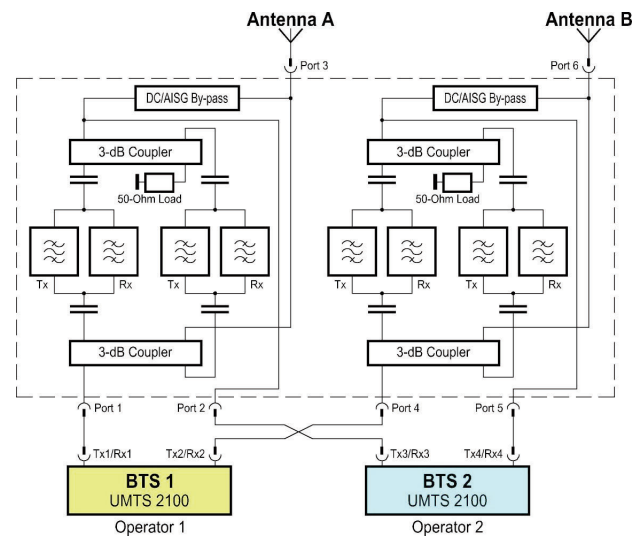 Antenna A
Antenna B
Port 3
Port 6
DC/AISG By-pass
DC/AISG By-pass
3-dB Coupler
3-dB Coupler
50-Ohm Load
50-Ohm Load
Tx
Rx
Tx
Rx
Tx
Rx
Tx
Rx
3-dB Coupler
3-dB Coupler
Port 1
Port 2
Port 4
Port 5
Tx1/Rx1
Tx2/Rx2
Tx3/Rx3
Tx4/Rx4
BTS 1
UMTS 2100
BTS 2
UMTS 2100
Operator 1
Operator 2